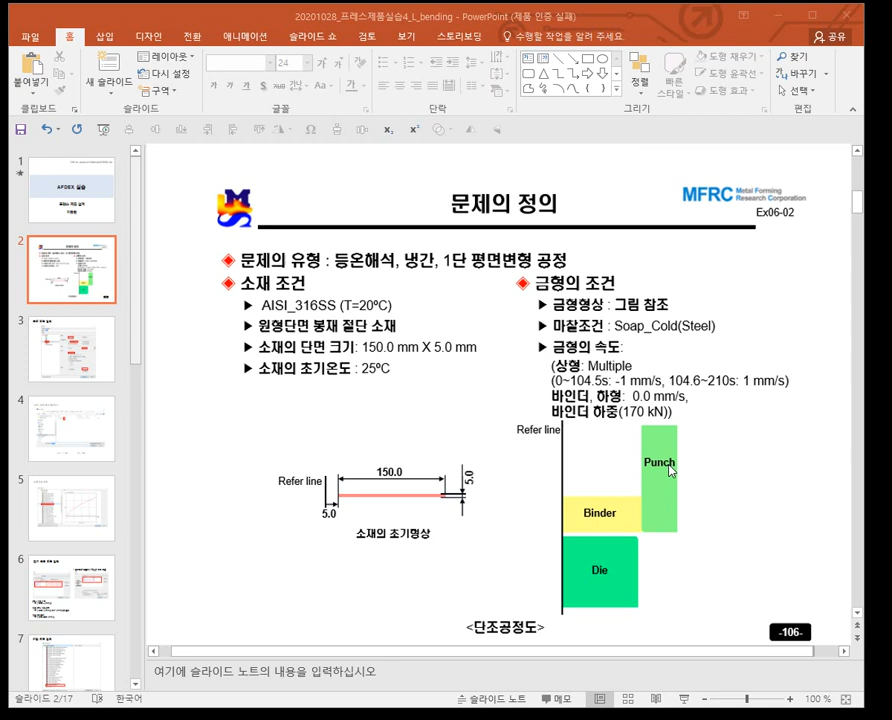 20201028_프레스제품실습4_L_bending - PowerPoint (제품 인증 실패)
파일 홈 삽입 디자인 전환 애니메이션 슬라이드 쇼 검토 보기 스토리보딩 수행할 작업을 알려 주세요. 공유
붙여넣기
새 슬라이드
레이아웃
다시 설정
구역
24
가 가 가 가
정렬
빠른 스타일
도형 채우기
도형 윤곽선
도형 효과
찾기
바꾸기
선택
클립보드 슬라이드 글꼴 단락 그리기 편집
1
AFDEX 실습
2
3
4
5
6
7
문제의 정의
MFRC Metal Forming Research Corporation
Ex06-02
문제의 유형 : 등온해석, 냉간, 1단 평면변형 공정
소재 조건
AISI_316SS (T=20ºC)
원형단면 봉재 절단 소재
소재의 단면 크기: 150.0 mm X 5.0 mm
소재의 초기온도 : 25ºC
금형의 조건
금형형상 : 그림 참조
마찰조건 : Soap_Cold(Steel)
금형의 속도:
(상형: Multiple
(0~104.5s: -1 mm/s, 104.6~210s: 1 mm/s)
바인더, 하형: 0.0 mm/s,
바인더 하중(170 kN))
Refer line
150.0
5.0
5.0
소재의 초기형상
Refer line
Punch
Binder
Die
<단조공정도>
-106-
여기에 슬라이드 노트의 내용을 입력하십시오
슬라이드 2/17 한국어 슬라이드 노트 메모 100 %